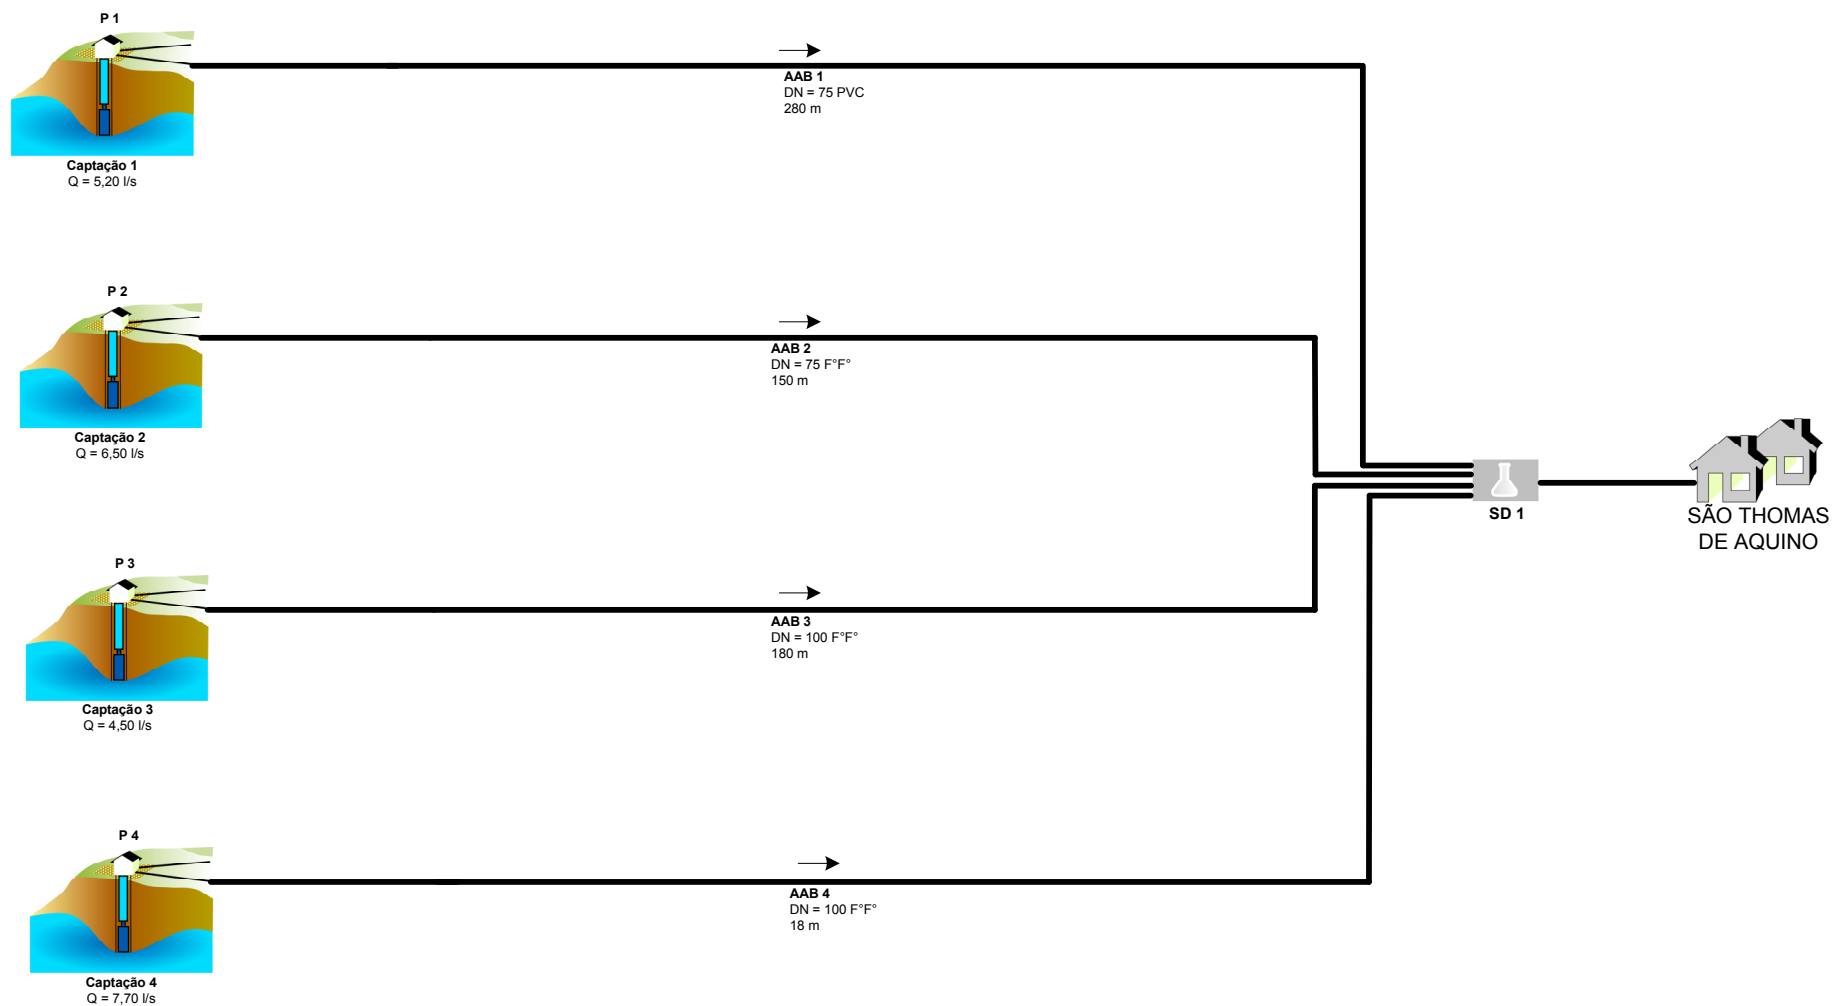 P 1
AAB 1
DN = 75 PVC
280 m
Captação 1
Q = 5,20 l/s
P 2
AAB 2
DN = 75 F°F°
150 m
Captação 2
Q = 6,50 l/s
SD 1
SÃO THOMAS
DE AQUINO
P 3
AAB 3
DN = 100 F°F°
180 m
Captação 3
Q = 4,50 l/s
P 4
AAB 4
DN = 100 F°F°
18 m
Captação 4
Q = 7,70 l/s